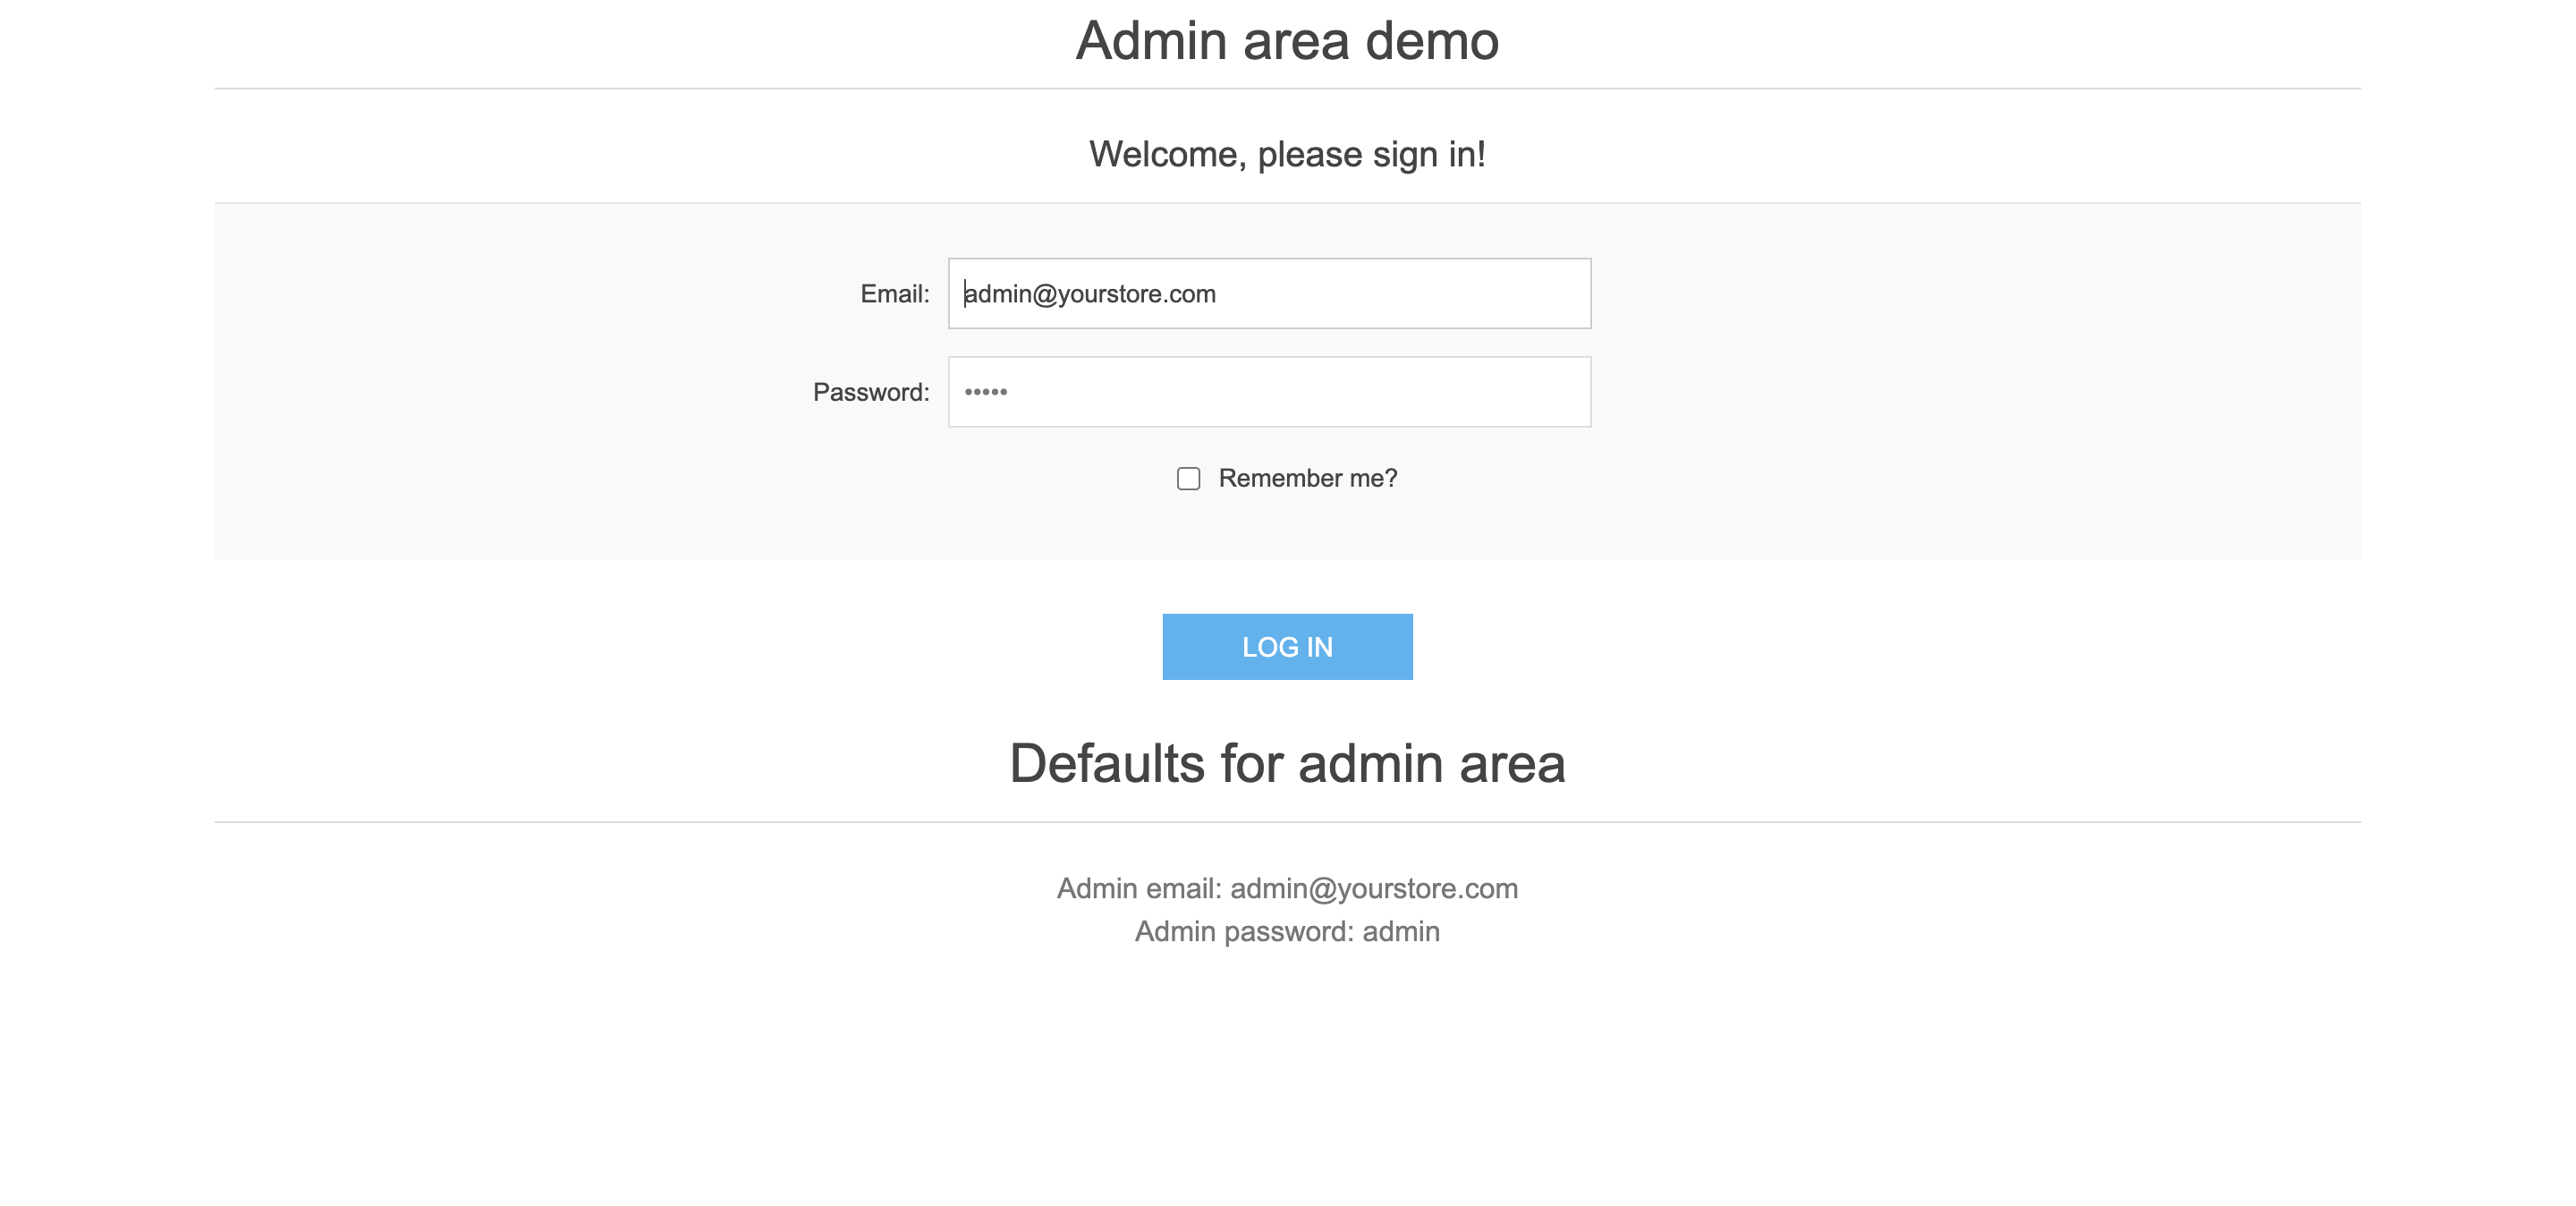 Admin area demo
Welcome, please sign in!
Email: admin@yourstore.com
Password: •••••
Remember me?
LOG IN
Defaults for admin area
Admin email: admin@yourstore.com
Admin password: admin